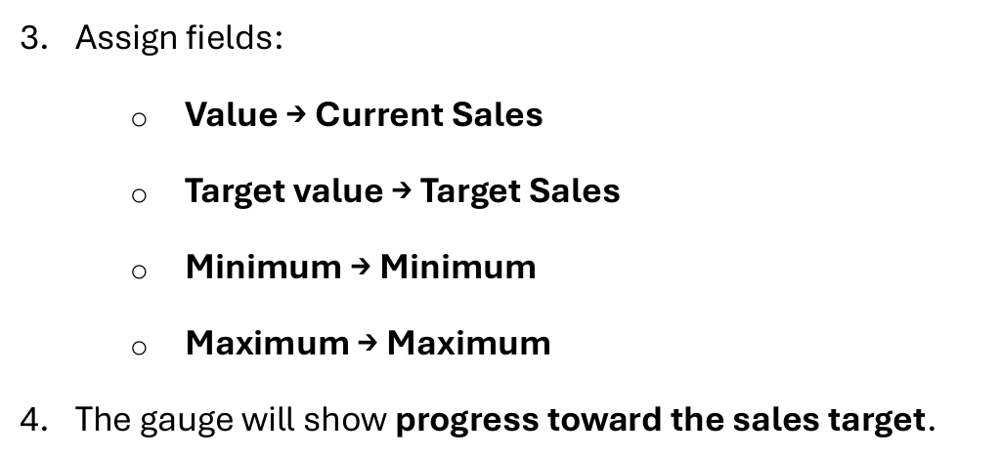 3. Assign fields:
○ Value → Current Sales
○ Target value → Target Sales
○ Minimum → Minimum
○ Maximum → Maximum
4. The gauge will show progress toward the sales target.